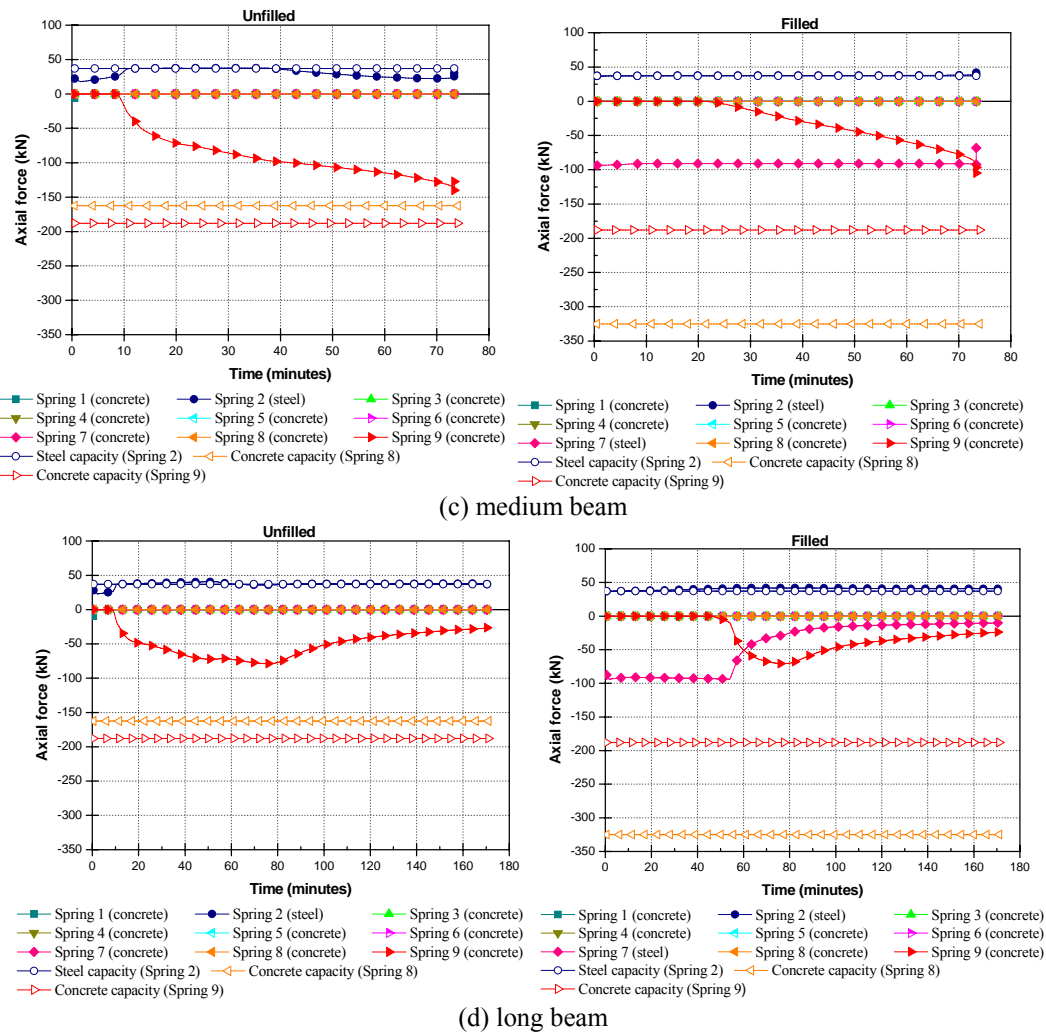 Unfilled
100
50
0
-50
-100
-150
-200
-250
-300
-350
Axial force (kN)
0 10 20 30 40 50 60 70 80
Time (minutes)
Spring 1 (concrete) Spring 2 (steel) Spring 3 (concrete)
Spring 4 (concrete) Spring 5 (concrete) Spring 6 (concrete)
Spring 7 (concrete) Spring 8 (concrete) Spring 9 (concrete)
Steel capacity (Spring 2) Concrete capacity (Spring 8)
Concrete capacity (Spring 9)
Filled
100
50
0
-50
-100
-150
-200
-250
-300
-350
Axial force (kN)
0 10 20 30 40 50 60 70 80
Time (minutes)
Spring 1 (concrete) Spring 2 (steel) Spring 3 (concrete)
Spring 4 (concrete) Spring 5 (concrete) Spring 6 (concrete)
Spring 7 (steel) Spring 8 (concrete) Spring 9 (concrete)
Steel capacity (Spring 2) Concrete capacity (Spring 8)
Concrete capacity (Spring 9)
(c) medium beam
Unfilled
100
50
0
-50
-100
-150
-200
-250
-300
-350
Axial force (kN)
0 20 40 60 80 100 120 140 160 180
Time (minutes)
Spring 1 (concrete) Spring 2 (steel) Spring 3 (concrete)
Spring 4 (concrete) Spring 5 (concrete) Spring 6 (concrete)
Spring 7 (concrete) Spring 8 (concrete) Spring 9 (concrete)
Steel capacity (Spring 2) Concrete capacity (Spring 8)
Concrete capacity (Spring 9)
Filled
100
50
0
-50
-100
-150
-200
-250
-300
-350
Axial force (kN)
0 20 40 60 80 100 120 140 160 180
Time (minutes)
Spring 1 (concrete) Spring 2 (steel) Spring 3 (concrete)
Spring 4 (concrete) Spring 5 (concrete) Spring 6 (concrete)
Spring 7 (steel) Spring 8 (concrete) Spring 9 (concrete)
Steel capacity (Spring 2) Concrete capacity (Spring 8)
Concrete capacity (Spring 9)
(d) long beam